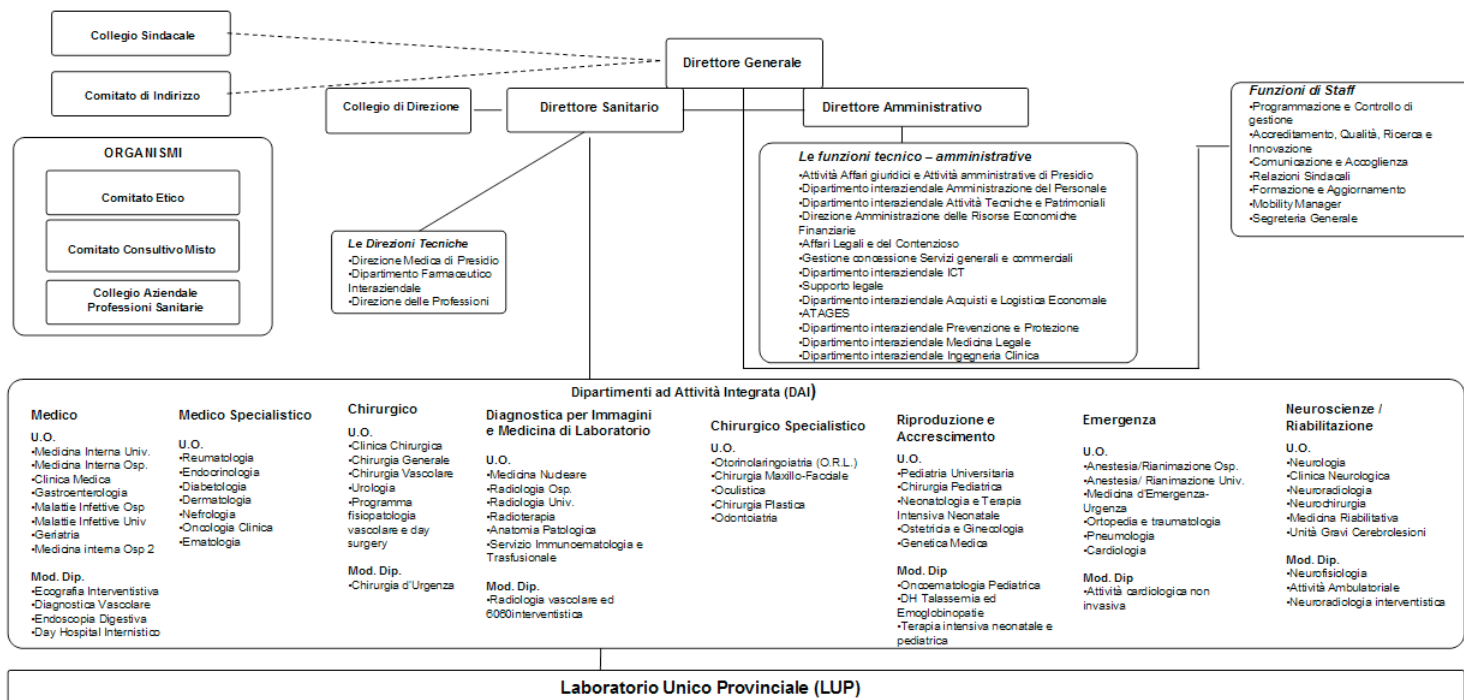 Collegio Sindacale
Comitato di Indirizzo
Direttore Generale
Collegio di Direzione
Direttore Sanitario
Direttore Amministrativo
Funzioni di Staff
•Programmazione e Controllo di
gestione
•Accreditamento, Qualità, Ricerca e
Innovazione
•Comunicazione e Accoglienza
•Relazioni Sindacali
•Formazione e Aggiornamento
•Mobility Manager
•Segreteria Generale
ORGANISMI
Comitato Etico
Comitato Consultivo Misto
Collegio Aziendale
Professioni Sanitarie
Le Direzioni Tecniche
•Direzione Medica di Presidio
•Dipartimento Farmaceutico
Interaziendale
•Direzione delle Professioni
Le funzioni tecnico – amministrative
•Attività Affari giuridici e Attività amministrative di Presidio
•Dipartimento interaziendale Amministrazione del Personale
•Dipartimento interaziendale Attività Tecniche e Patrimoniali
•Direzione Amministrazione delle Risorse Economiche
Finanziarie
•Affari Legali e del Contenzioso
•Gestione concessione Servizi generali e commerciali
•Dipartimento interaziendale ICT
•Supporto legale
•Dipartimento interaziendale Acquisti e Logistica Economale
•ATAGES
•Dipartimento interaziendale Prevenzione e Protezione
•Dipartimento interaziendale Medicina Legale
•Dipartimento interaziendale Ingegneria Clinica
Dipartimenti ad Attività Integrata (DAI)
Medico
U.O.
•Medicina Interna Univ.
•Medicina Interna Osp.
•Clinica Medica
•Gastroenterologia
•Malattie Infettive Osp
•Malattie Infettive Univ
•Geriatria
•Medicina interna Osp 2
Mod. Dip.
•Ecografia Interventistiva
•Diagnostica Vascolare
•Endoscopia Digestiva
•Day Hospital Internistico
Medico Specialistico
U.O.
•Reumatologia
•Endocrinologia
•Diabetologia
•Dermatologia
•Nefrologia
•Oncologia Clinica
•Ematologia
Chirurgico
U.O.
•Clinica Chirurgica
•Chirurgia Generale
•Chirurgia Vascolare
•Urologia
•Programma
fisiopatologia
vascolare e day
surgery
Mod. Dip.
•Chirurgia d'Urgenza
Diagnostica per Immagini
e Medicina di Laboratorio
U.O.
•Medicina Nucleare
•Radiologia Osp.
•Radiologia Univ.
•Radioterapia
•Anatomia Patologica
•Servizio Immunoematologia e
Trasfusionale
Mod. Dip.
•Radiologia vascolare ed
6060interventistica
Chirurgico Specialistico
U.O.
•Otorinolaringoiatria (O.R.L.)
•Chirurgia Maxillo-Facciale
•Oculistica
•Chirurgia Plastica
•Odontoiatria
Riproduzione e
Accrescimento
U.O.
•Pediatria Universitaria
•Chirurgia Pediatrica
•Neonatologia e Terapia
Intensiva Neonatale
•Ostetricia e Ginecologia
•Genetica Medica
Mod. Dip
•Oncoematologia Pediatrica
•DH Talassemia ed
Emoglobinopatie
•Terapia intensiva neonatale e
pediatrica
Emergenza
U.O.
•Anestesia/Rianimazione Osp.
•Anestesia/ Rianimazione Univ.
•Medicina d'Emergenza-
Urgenza
•Ortopedia e traumatologia
•Pneumologia
•Cardiologia
Mod. Dip
•Attività cardiologica non
invasiva
Neuroscienze /
Riabilitazione
U.O.
•Neurologia
•Clinica Neurologica
•Neuroradiologia
•Neurochirurgia
•Medicina Riabilitativa
•Unità Gravi Cerebrolesioni
Mod. Dip.
•Neurofisiologia
•Attività Ambulatoriale
•Neuroradiologia interventistica
Laboratorio Unico Provinciale (LUP)